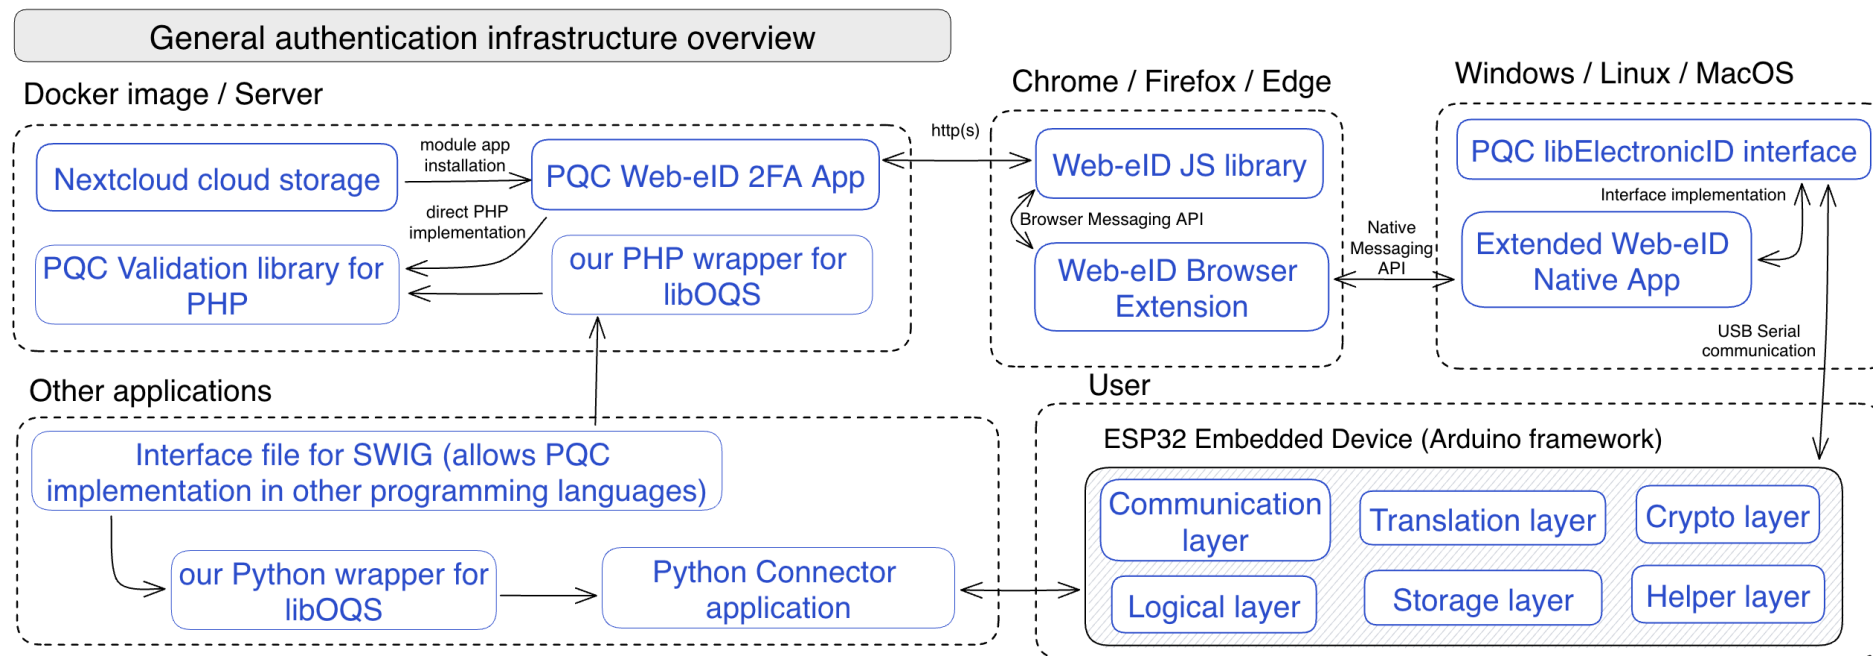 General authentication infrastructure overview
Docker image / Server
Nextcloud cloud storage
module app
installation
PQC Web-eID 2FA App
direct PHP
implementation
PQC Validation library for
PHP
our PHP wrapper for
libOQS
http(s)
Chrome / Firefox / Edge
Web-eID JS library
Browser Messaging API
Web-eID Browser
Extension
Native
Messaging
API
Windows / Linux / MacOS
PQC libElectronicID interface
Interface implementation
Extended Web-eID
Native App
USB Serial
communication
Other applications
Interface file for SWIG (allows PQC
implementation in other programming languages)
our Python wrapper for
libOQS
Python Connector
application
User
ESP32 Embedded Device (Arduino framework)
Communication
layer
Translation layer
Crypto layer
Logical layer
Storage layer
Helper layer